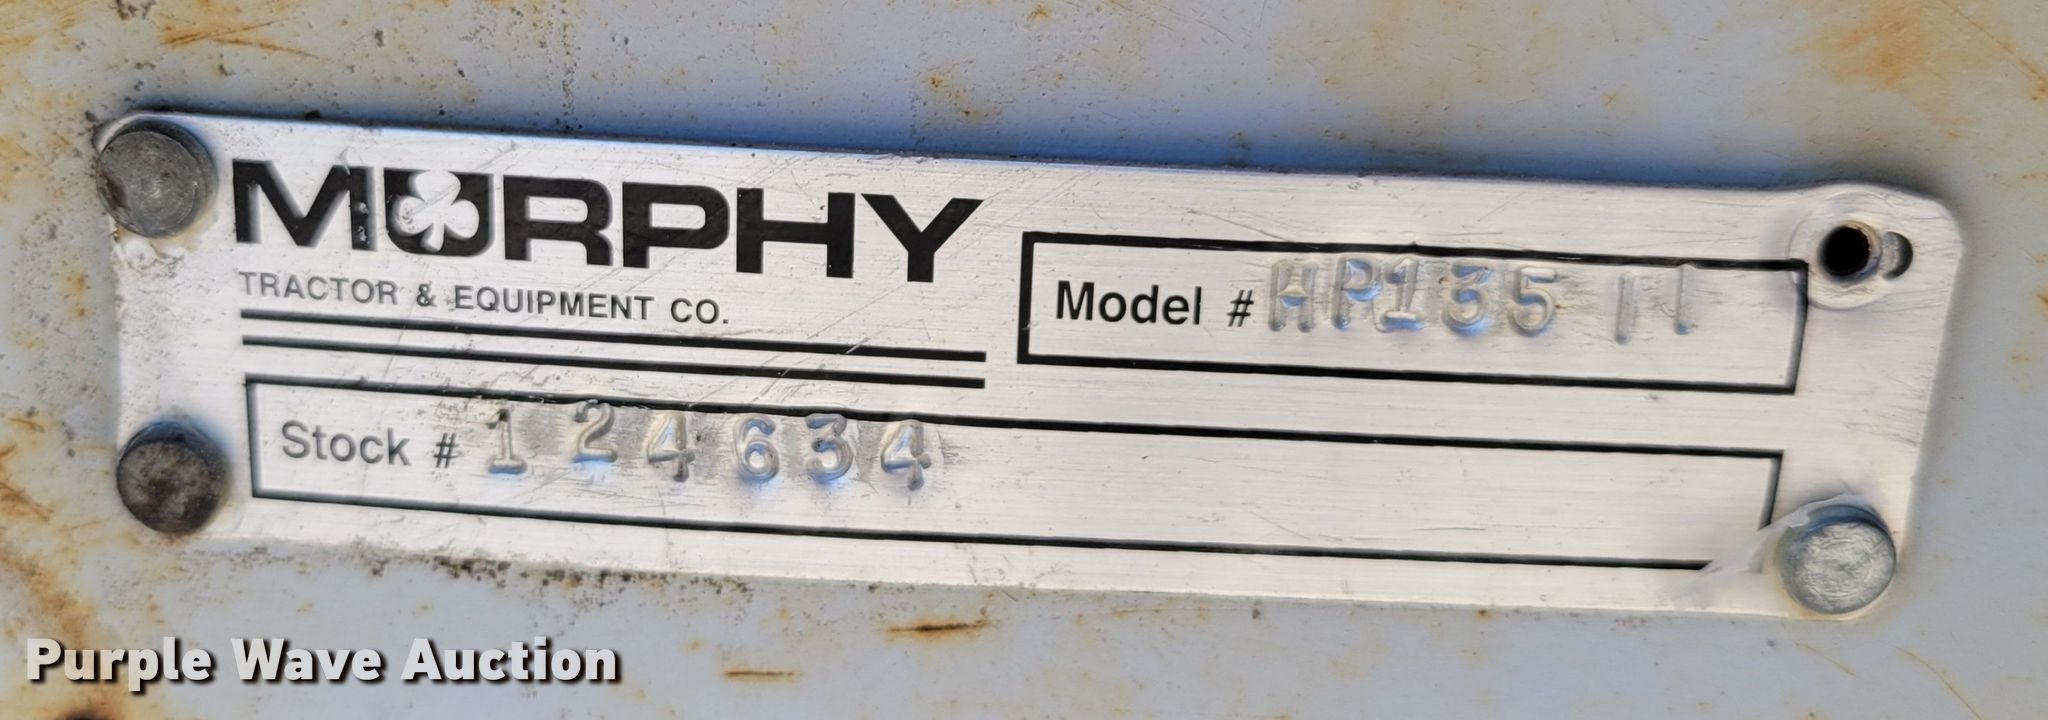 MURPHY
TRACTOR & EQUIPMENT CO.
Model # HP135 II
Stock # 124634
Purple Wave Auction